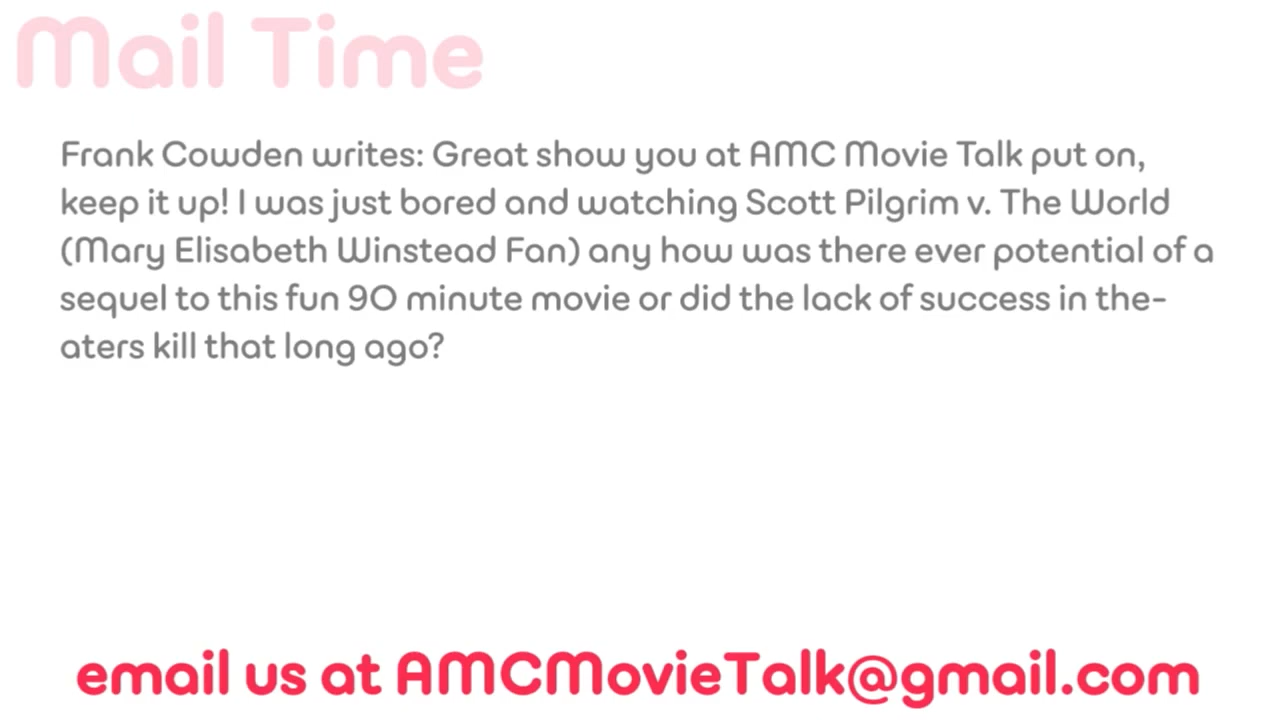 Mail Time
Frank Cowden writes: Great show you at AMC Movie Talk put on,
keep it up! I was just bored and watching Scott Pilgrim v. The World
(Mary Elisabeth Winstead Fan) any how was there ever potential of a
sequel to this fun 90 minute movie or did the lack of success in the-
aters kill that long ago?
email us at AMCMovieTalk@gmail.com